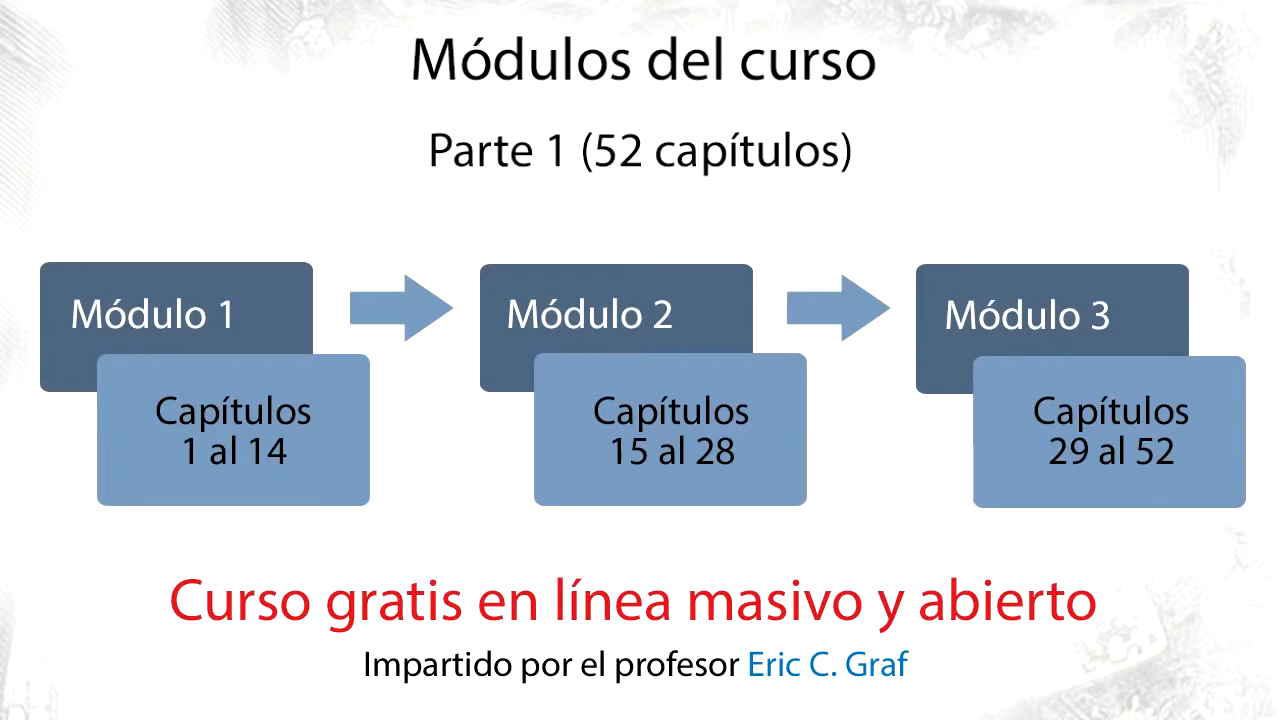 Módulos del curso
Parte 1 (52 capítulos)
Módulo 1
Capítulos
1 al 14
Módulo 2
Capítulos
15 al 28
Módulo 3
Capítulos
29 al 52
Curso gratis en línea masivo y abierto
Impartido por el profesor Eric C. Graf